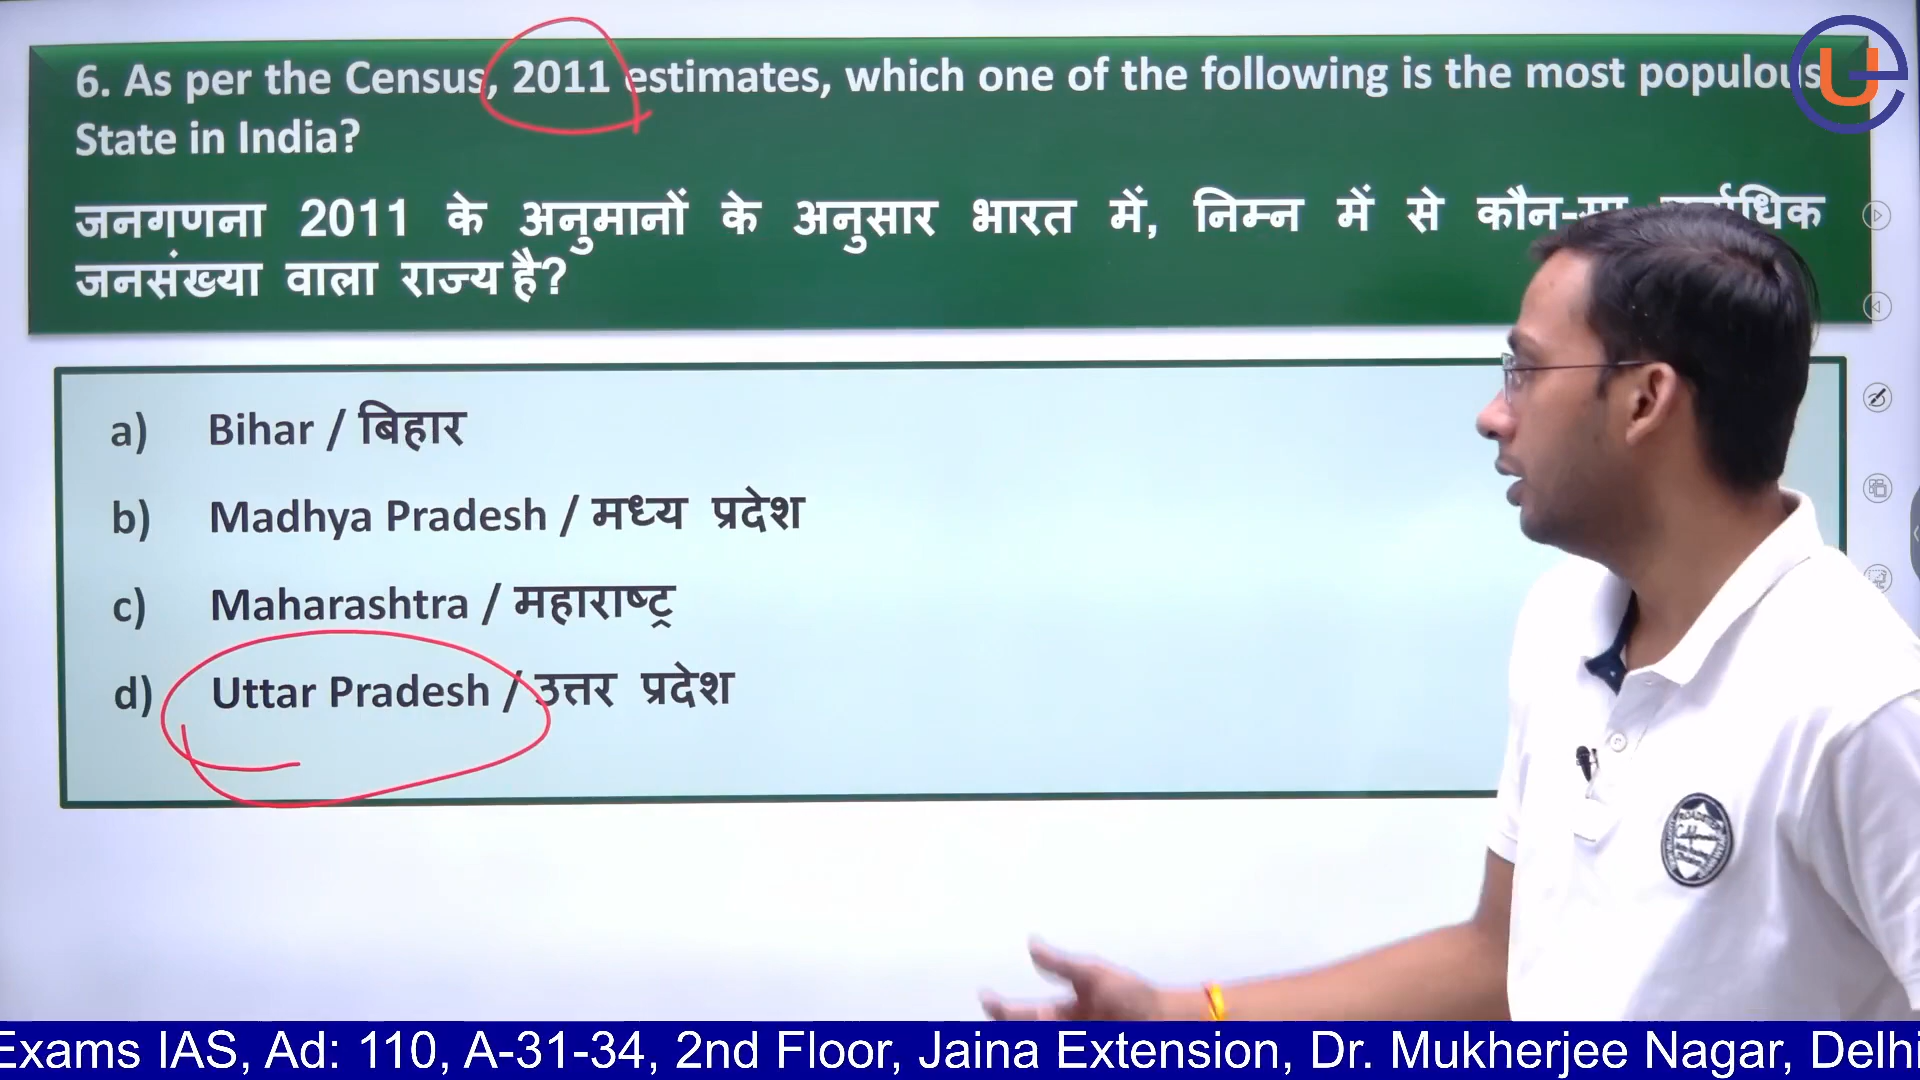 6. As per the Census, 2011 estimates, which one of the following is the most populous
State in India?
जनगणना 2011 के अनुमानों के अनुसार भारत में, निम्न में से कौन-सा
जनसंख्या वाला राज्य है?
a) Bihar / बिहार
b) Madhya Pradesh / मध्य प्रदेश
c) Maharashtra / महाराष्ट्र
d) Uttar Pradesh / उत्तर प्रदेश
Exams IAS, Ad: 110, A-31-34, 2nd Floor, Jaina Extension, Dr. Mukherjee Nagar, Delhi